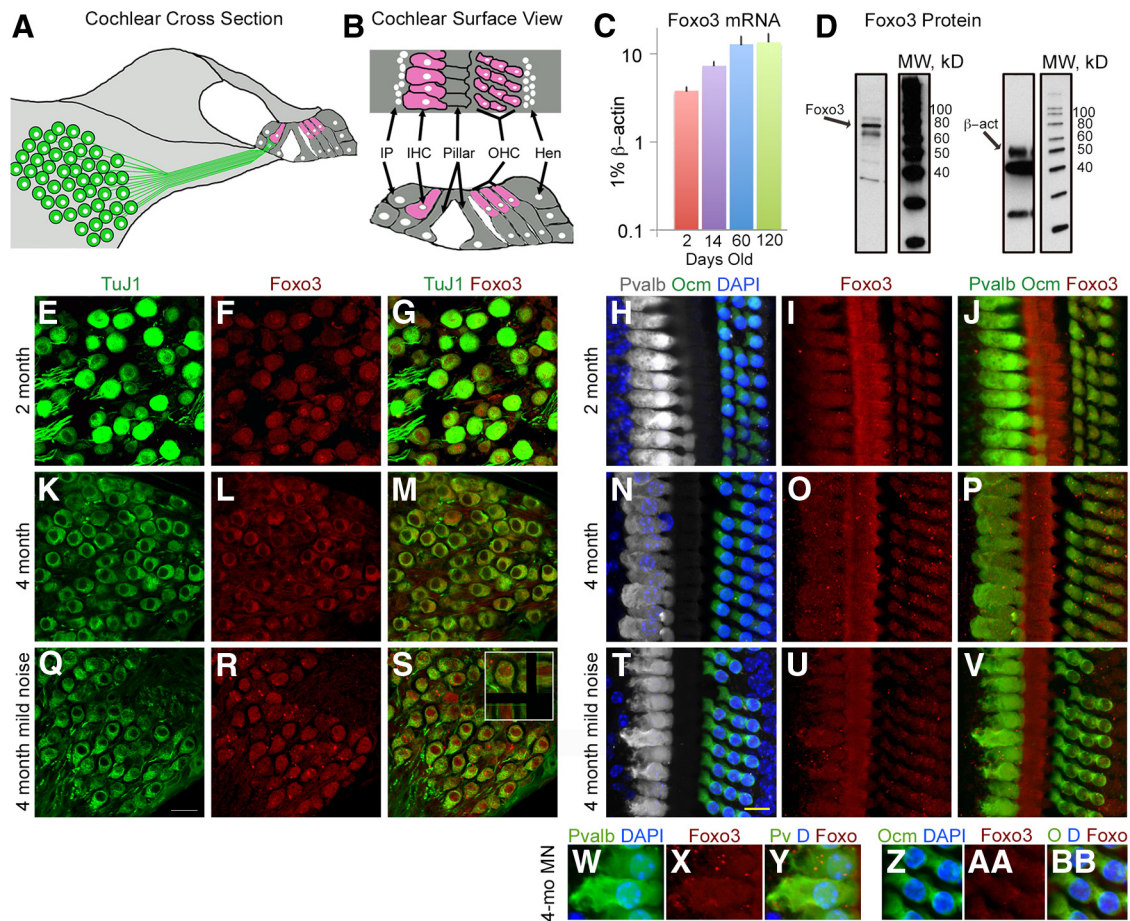 A Cochlear Cross Section
B Cochlear Surface View
IP IHC Pillar OHC Hen
C Foxo3 mRNA
1% β-actin
10
1
0.1
2 14 60 120
Days Old
D Foxo3 Protein
MW, kD MW, kD
Foxo3
100
80
60
50
40
β-act
100
80
60
50
40
TuJ1 Foxo3 TuJ1 Foxo3
Pvalb Ocm DAPI Foxo3 Pvalb Ocm Foxo3
2 month
E F G
2 month
H I J
4 month
K L M
4 month
N O P
4 month mild noise
Q R S
4 month mild noise
T U V
4-mo MN
Pvalb DAPI Foxo3 Pv D Foxo
W X Y
Ocm DAPI Foxo3 O D Foxo
Z AA BB